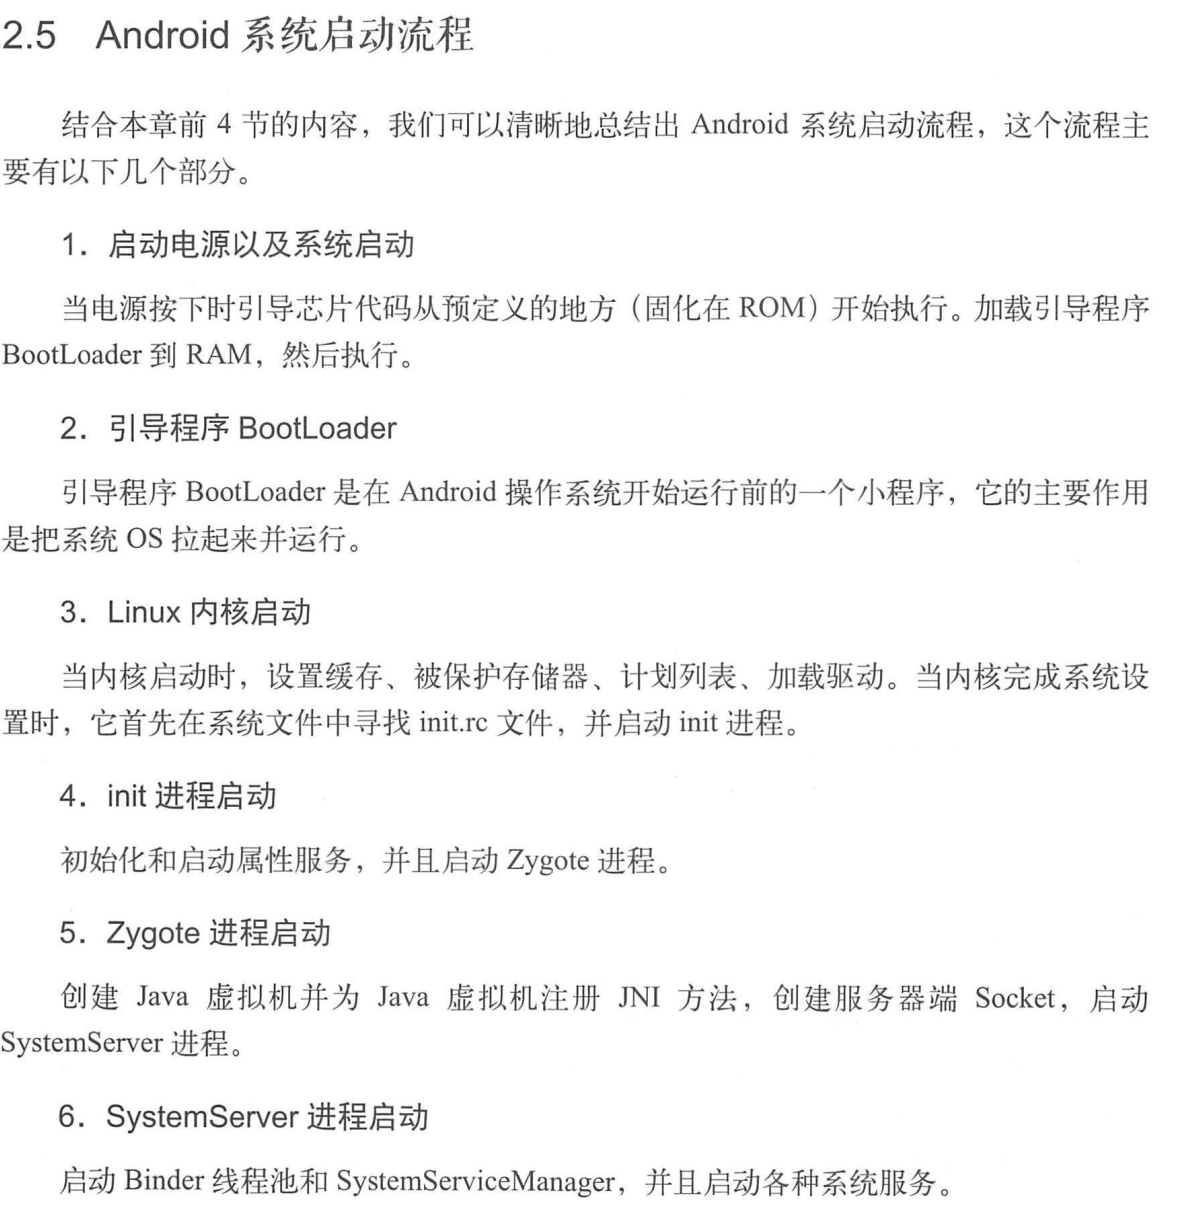 2.5 Android 系统启动流程
结合本章前 4 节的内容，我们可以清晰地总结出 Android 系统启动流程，这个流程主
要有以下几个部分。
1．启动电源以及系统启动
当电源按下时引导芯片代码从预定义的地方（固化在 ROM）开始执行。加载引导程序
BootLoader 到 RAM，然后执行。
2．引导程序 BootLoader
引导程序 BootLoader 是在 Android 操作系统开始运行前的一个小程序，它的主要作用
是把系统 OS 拉起来并运行。
3．Linux 内核启动
当内核启动时，设置缓存、被保护存储器、计划列表、加载驱动。当内核完成系统设
置时，它首先在系统文件中寻找 init.rc 文件，并启动 init 进程。
4．init 进程启动
初始化和启动属性服务，并且启动 Zygote 进程。
5．Zygote 进程启动
创建 Java 虚拟机并为 Java 虚拟机注册 JNI 方法，创建服务器端 Socket，启动
SystemServer 进程。
6．SystemServer 进程启动
启动 Binder 线程池和 SystemServiceManager，并且启动各种系统服务。